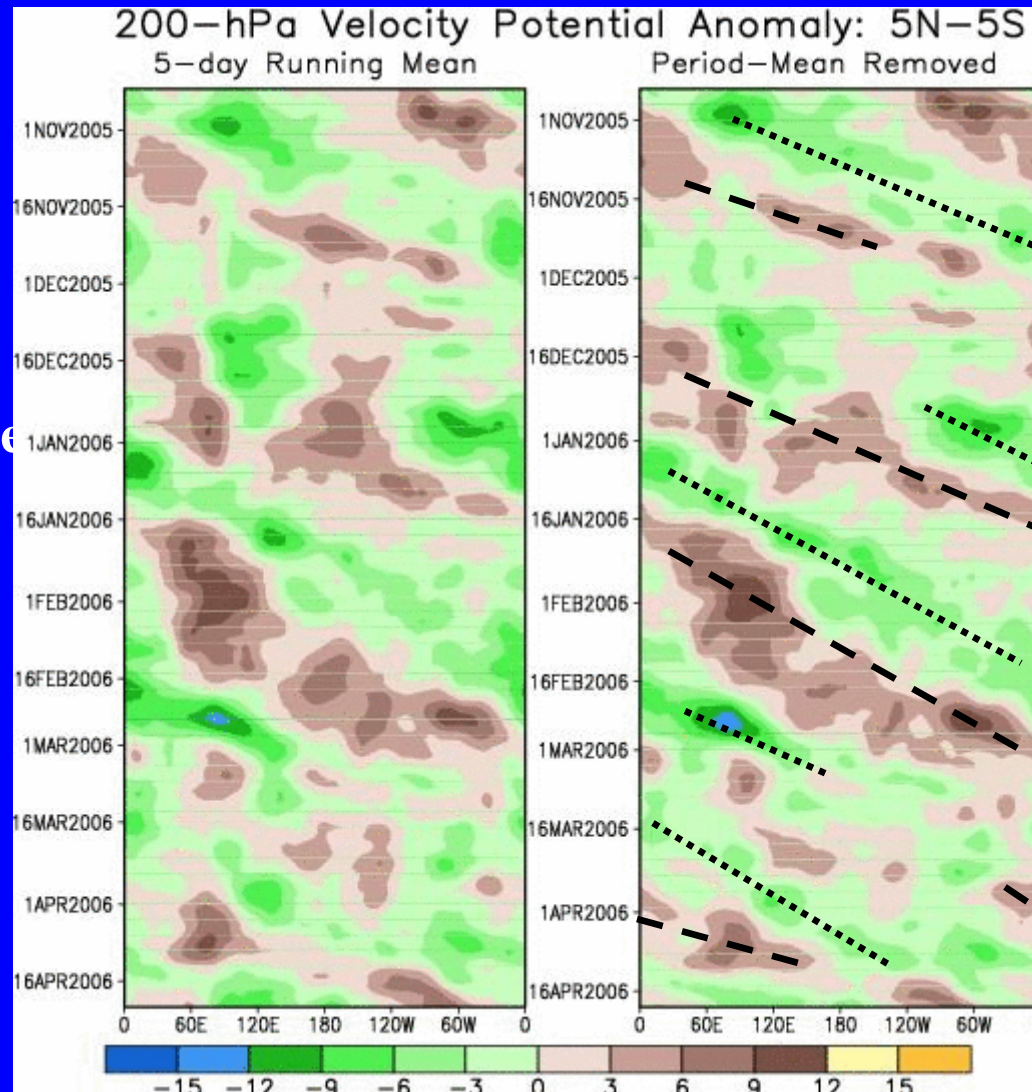 200-hPa Velocity Potential Anomaly: 5N-5S
5-day Running Mean
Period-Mean Removed
1NOV2005
16NOV2005
1DEC2005
16DEC2005
1JAN2006
16JAN2006
1FEB2006
16FEB2006
1MAR2006
16MAR2006
1APR2006
16APR2006
0 60E 120E 180 120W 60W 0
1NOV2005
16NOV2005
1DEC2005
16DEC2005
1JAN2006
16JAN2006
1FEB2006
16FEB2006
1MAR2006
16MAR2006
1APR2006
16APR2006
0 60E 120E 180 120W 60W
e
-15 -12 -9 -6 -3 0 3 6 9 12 15